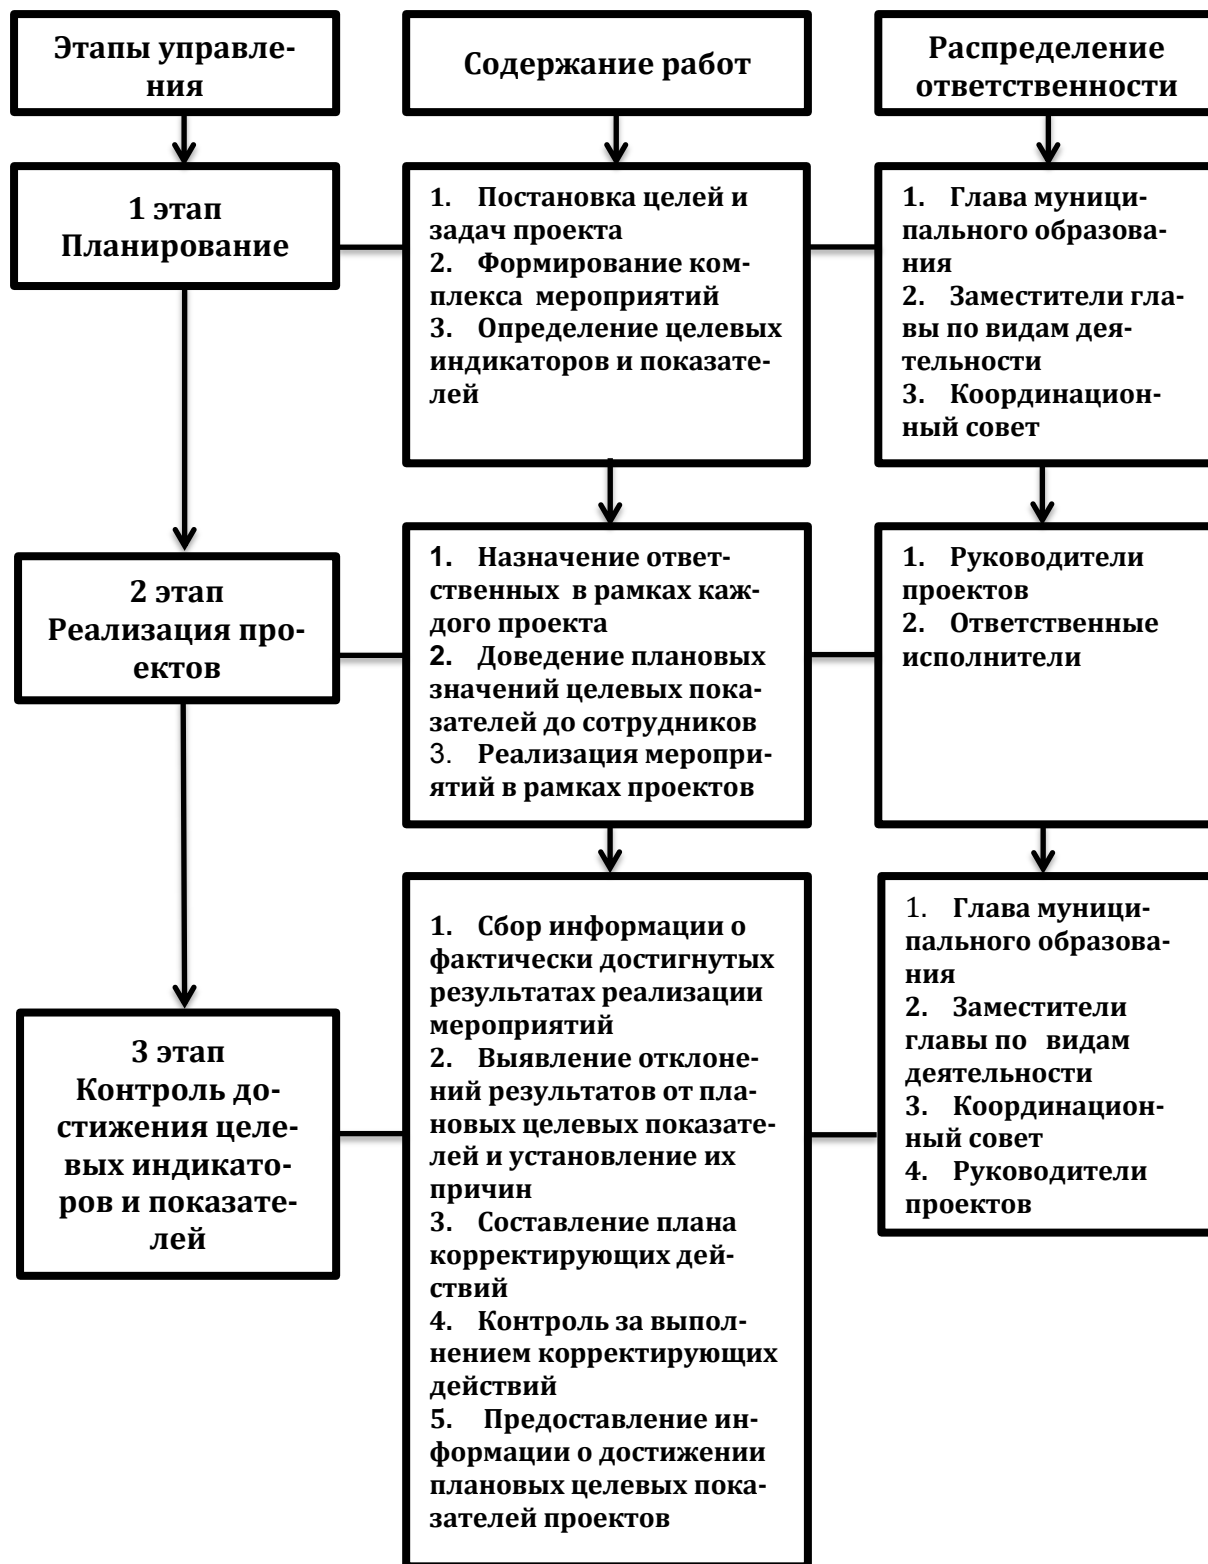 Этапы управле-
ния
Содержание работ
Распределение
ответственности
1 этап
Планирование
1. Постановка целей и
задач проекта
2. Формирование ком-
плекса мероприятий
3. Определение целевых
индикаторов и показате-
лей
1. Глава муници-
пального образова-
ния
2. Заместители гла-
вы по видам дея-
тельности
3. Координацион-
ный совет
2 этап
Реализация про-
ектов
1. Назначение ответ-
ственных в рамках каж-
дого проекта
2. Доведение плановых
значений целевых пока-
зателей до сотрудников
3. Реализация меропри-
ятий в рамках проектов
1. Руководители
проектов
2. Ответственные
исполнители
3 этап
Контроль до-
стижения целе-
вых индикато-
ров и показате-
лей
1. Сбор информации о
фактически достигнутых
результатах реализации
мероприятий
2. Выявление отклоне-
ний результатов от пла-
новых целевых показате-
лей и установление их
причин
3. Составление плана
корректирующих дей-
ствий
4. Контроль за выпол-
нением корректирующих
действий
5. Предоставление ин-
формации о достижении
плановых целевых пока-
зателей проектов
1. Глава муници-
пального образова-
ния
2. Заместители
главы по видам
деятельности
3. Координацион-
ный совет
4. Руководители
проектов